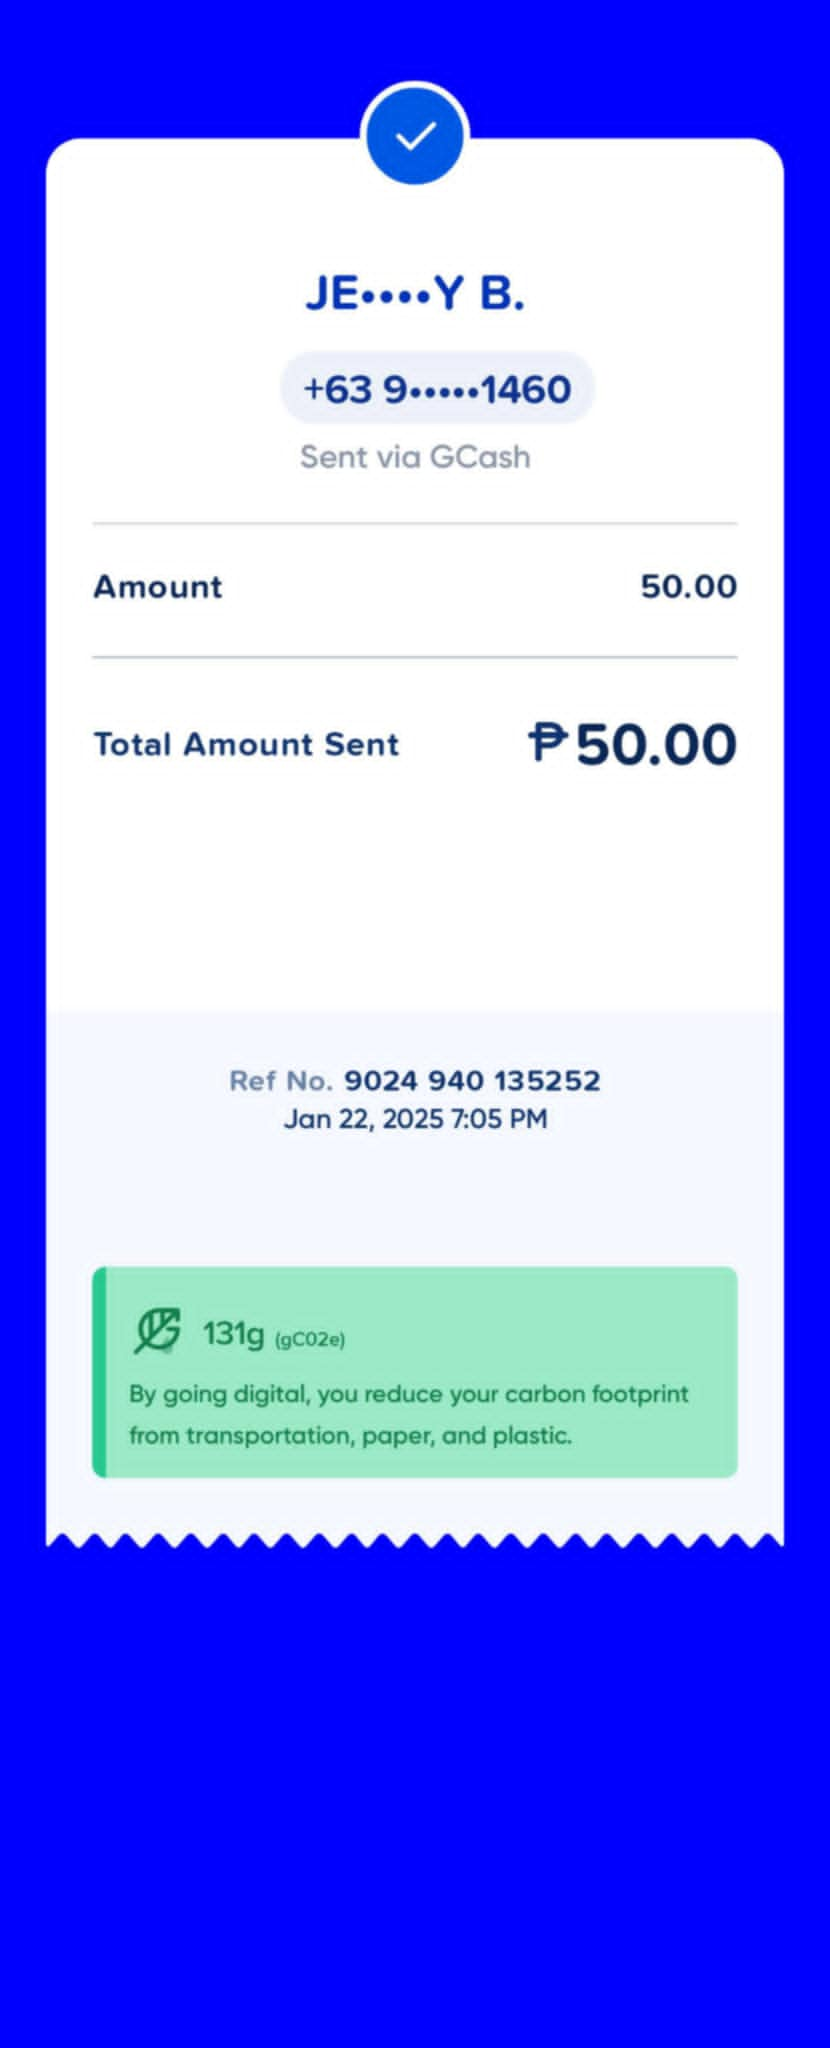 JE••••Y B.
+63 9•••••1460
Sent via GCash
Amount 50.00
Total Amount Sent ₱50.00
Ref No. 9024 940 135252
Jan 22, 2025 7:05 PM
131g (gC02e)
By going digital, you reduce your carbon footprint
from transportation, paper, and plastic.